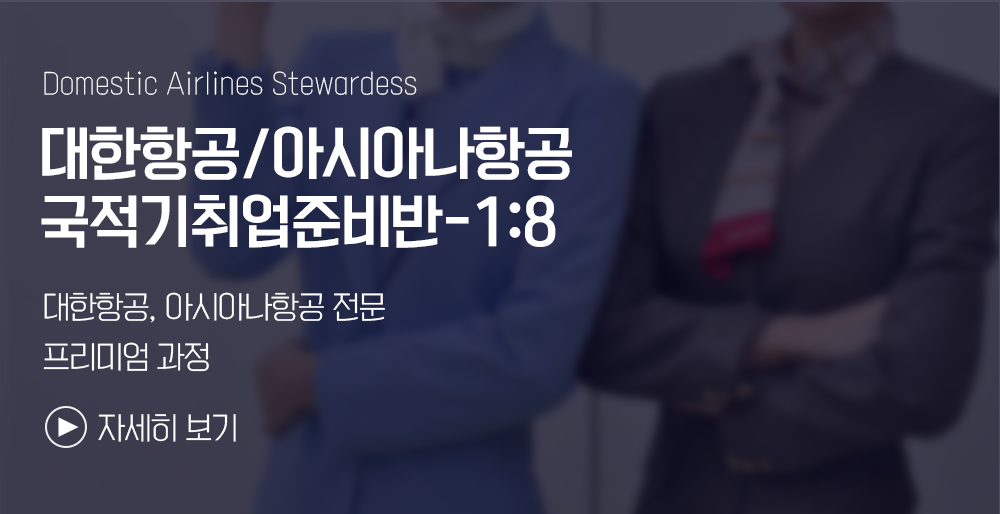 Domestic Airlines Stewardess
대한항공/아시아나항공
국적기취업준비반-1:8
대한항공, 아시아나항공 전문
프리미엄 과정
자세히 보기